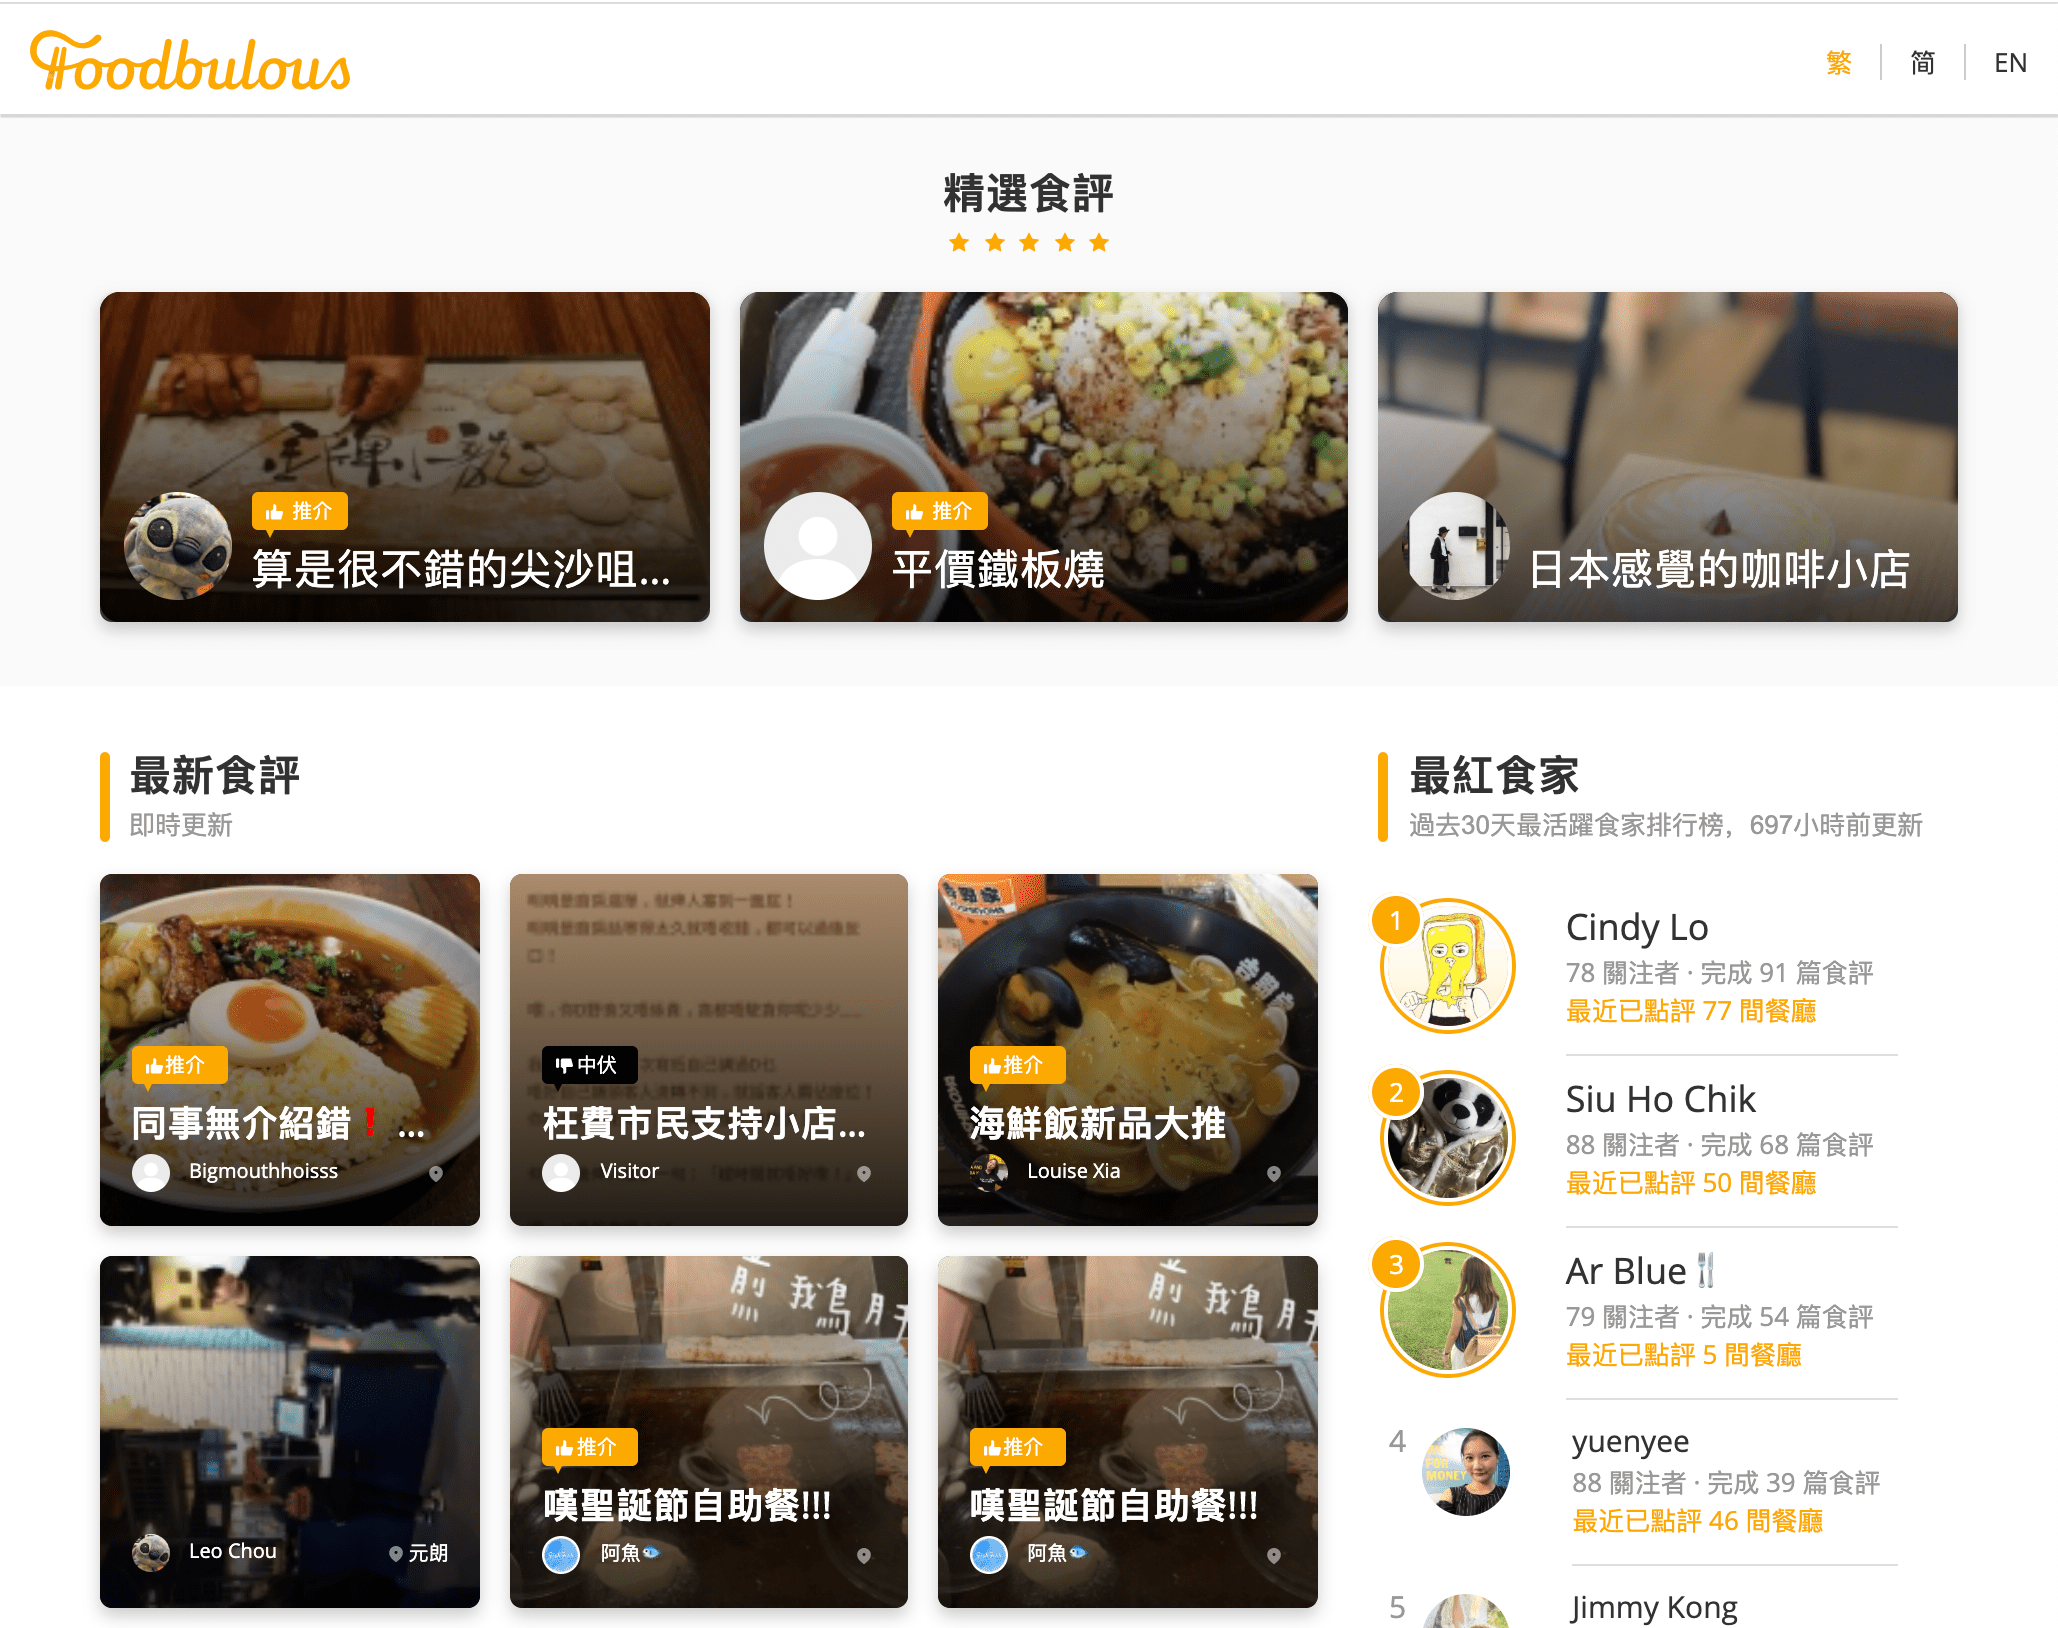 Foodbulous
繁
简
EN
精選食評
推介
算是很不錯的尖沙咀...
推介
平價鐵板燒
日本感覺的咖啡小店
最新食評
即時更新
推介
同事無介紹錯❗️...
Bigmouthhoisss
中伏
枉費市民支持小店...
Visitor
推介
海鮮飯新品大推
Louise Xia
Leo Chou
元朗
煎鵝肝
推介
嘆聖誕節自助餐!!!
阿魚🐟
煎鵝肝
推介
嘆聖誕節自助餐!!!
阿魚🐟
最紅食家
過去30天最活躍食家排行榜，697小時前更新
1
Cindy Lo
78 關注者 · 完成 91 篇食評
最近已點評 77 間餐廳
2
Siu Ho Chik
88 關注者 · 完成 68 篇食評
最近已點評 50 間餐廳
3
Ar Blue🍴
79 關注者 · 完成 54 篇食評
最近已點評 5 間餐廳
4
FOR
MONEY
yuenyee
88 關注者 · 完成 39 篇食評
最近已點評 46 間餐廳
5
Jimmy Kong